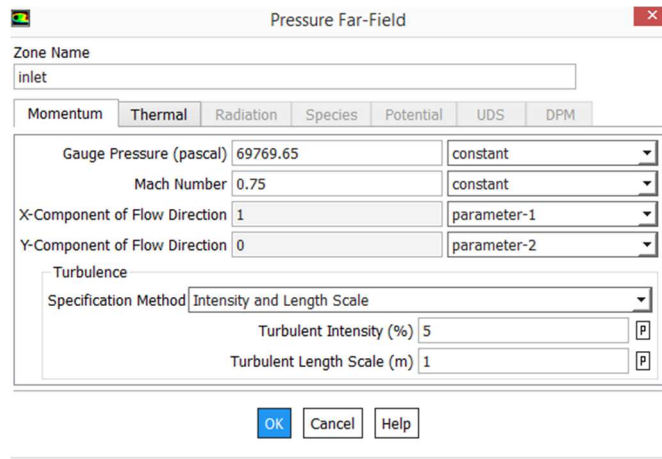 Pressure Far-Field
Zone Name
inlet
Momentum Thermal Radiation Species Potential UDS DPM
Gauge Pressure (pascal) 69769.65 constant
Mach Number 0.75 constant
X-Component of Flow Direction 1 parameter-1
Y-Component of Flow Direction 0 parameter-2
Turbulence
Specification Method Intensity and Length Scale
Turbulent Intensity (%) 5 P
Turbulent Length Scale (m) 1 P
OK Cancel Help